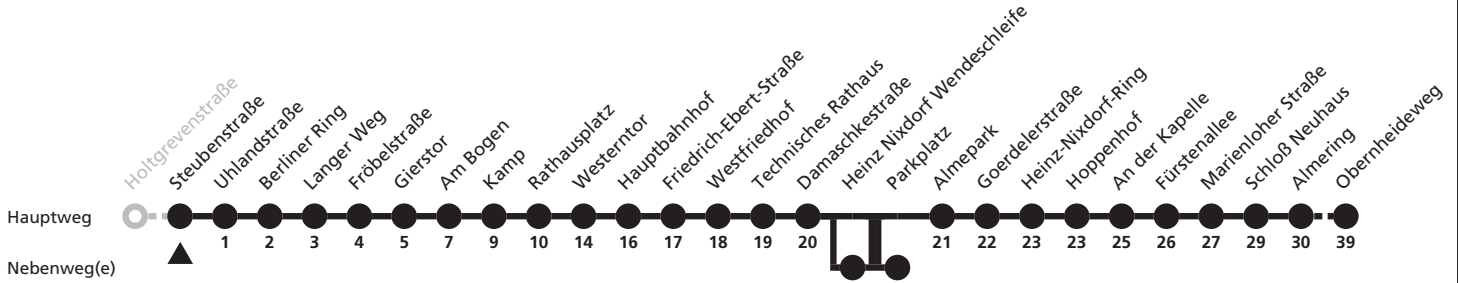 Holtgrevenstraße
Steubenstraße
Uhlandstraße
Berliner Ring
Langer Weg
Fröbelstraße
Gierstor
Am Bogen
Kamp
Rathausplatz
Westerntor
Hauptbahnhof
Friedrich-Ebert-Straße
Westfriedhof
Technisches Rathaus
Damaschkestraße
Heinz Nixdorf Wendeschleife
Parkplatz
Almepark
Goerdelerstraße
Heinz-Nixdorf-Ring
Hoppenhof
An der Kapelle
Fürstenallee
Marienloher Straße
Schloß Neuhaus
Almering
Obernheideweg
Hauptweg
1 2 3 4 5 7 9 10 14 16 17 18 19 20 21 22 23 23 25 26 27 29 30 39
Nebenweg(e)